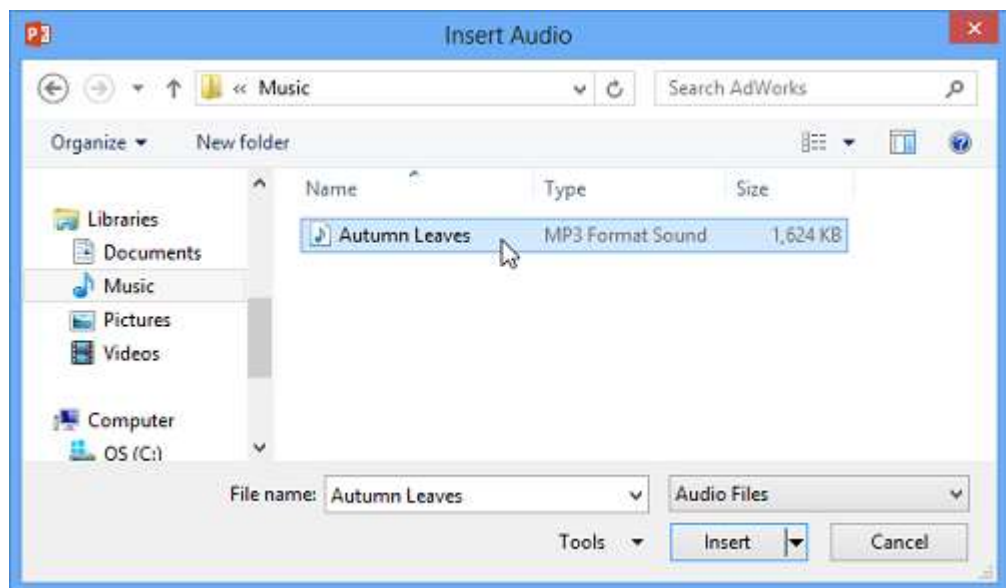 Insert Audio
« Music
Search AdWorks
Organize New folder
Name Type Size
Autumn Leaves MP3 Format Sound 1,624 KB
Libraries
Documents
Music
Pictures
Videos
Computer
OS (C:)
File name: Autumn Leaves Audio Files
Tools Insert Cancel